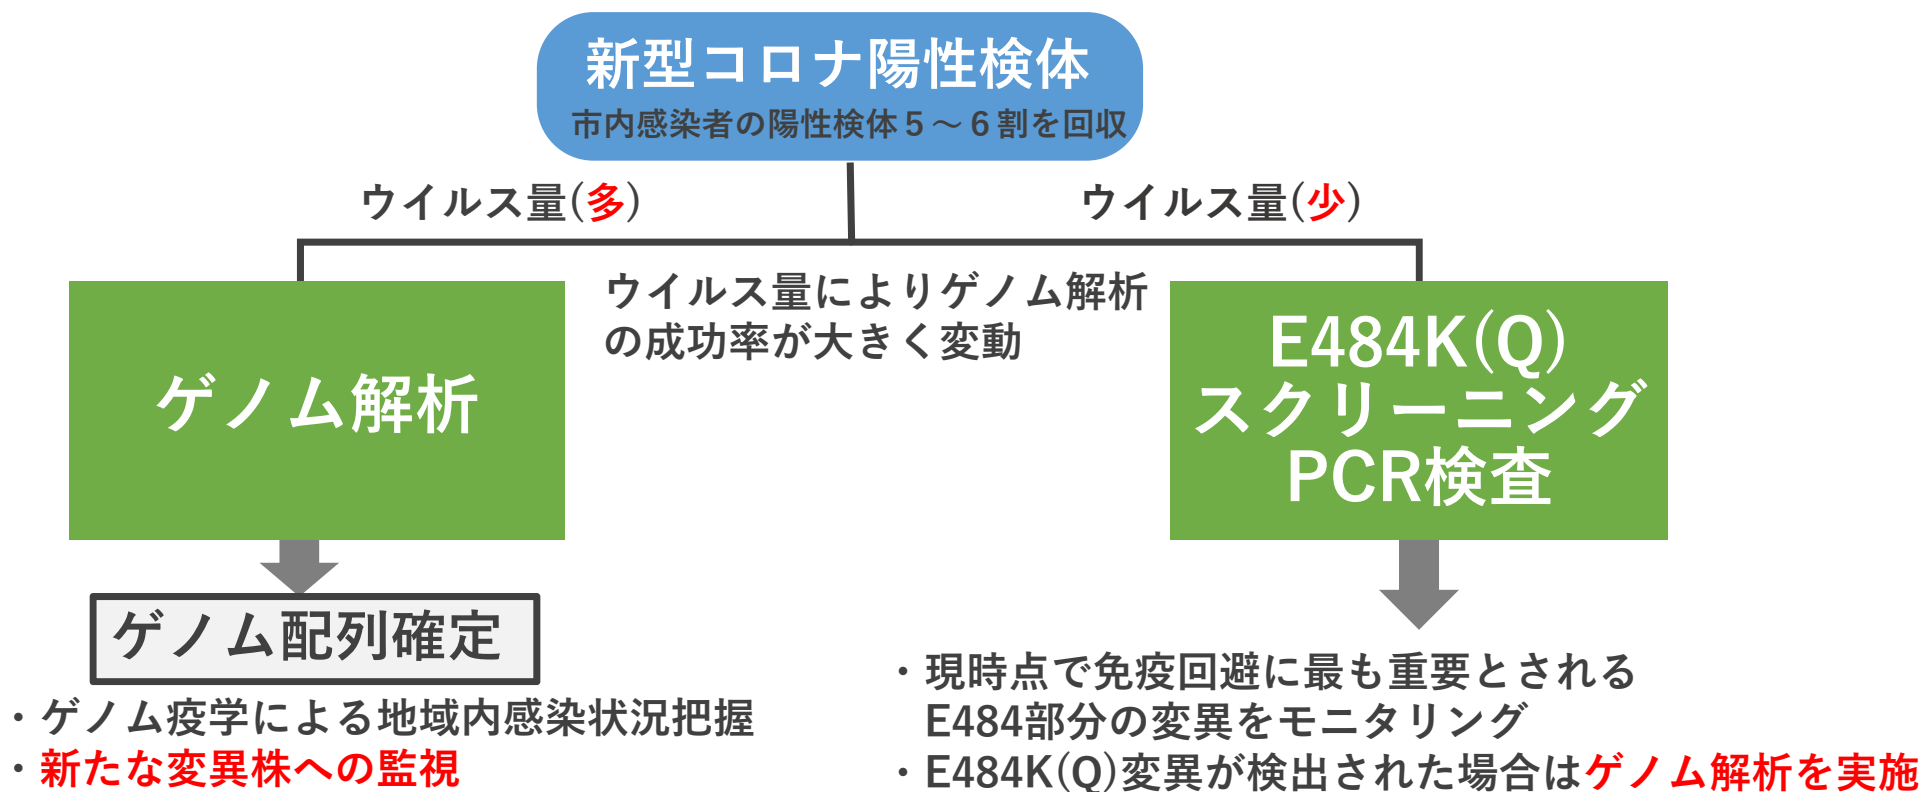 新型コロナ陽性検体
市内感染者の陽性検体５～６割を回収
ウイルス量(多)
ウイルス量(少)
ウイルス量によりゲノム解析
の成功率が大きく変動
ゲノム解析
E484K(Q)
スクリーニング
PCR検査
ゲノム配列確定
・ゲノム疫学による地域内感染状況把握
・新たな変異株への監視
・現時点で免疫回避に最も重要とされる
E484部分の変異をモニタリング
・E484K(Q)変異が検出された場合はゲノム解析を実施